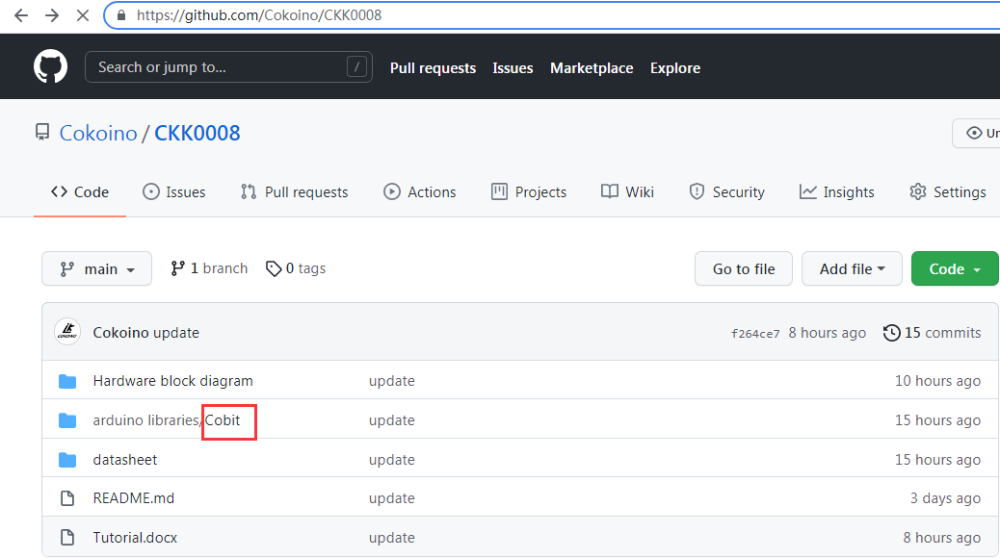 https://github.com/Cokoino/CKK0008
Search or jump to... / Pull requests Issues Marketplace Explore
Cokoino / CKK0008
Code Issues Pull requests Actions Projects Wiki Security Insights Settings
main 1 branch 0 tags Go to file Add file Code
Cokoino update f264ce7 8 hours ago 15 commits
Hardware block diagram update 10 hours ago
arduino libraries/Cobit update 15 hours ago
datasheet update 15 hours ago
README.md update 3 days ago
Tutorial.docx update 8 hours ago